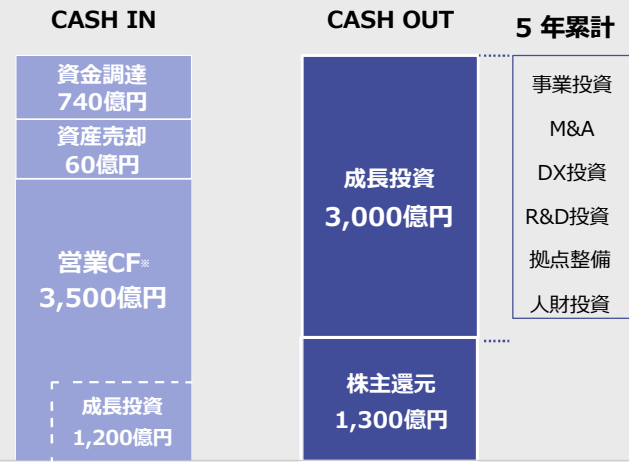 CASH IN
資金調達
740億円
資産売却
60億円
営業CF※
3,500億円
成長投資
1,200億円
CASH OUT
成長投資
3,000億円
株主還元
1,300億円
5 年累計
事業投資
M&A
DX投資
R&D投資
拠点整備
人財投資